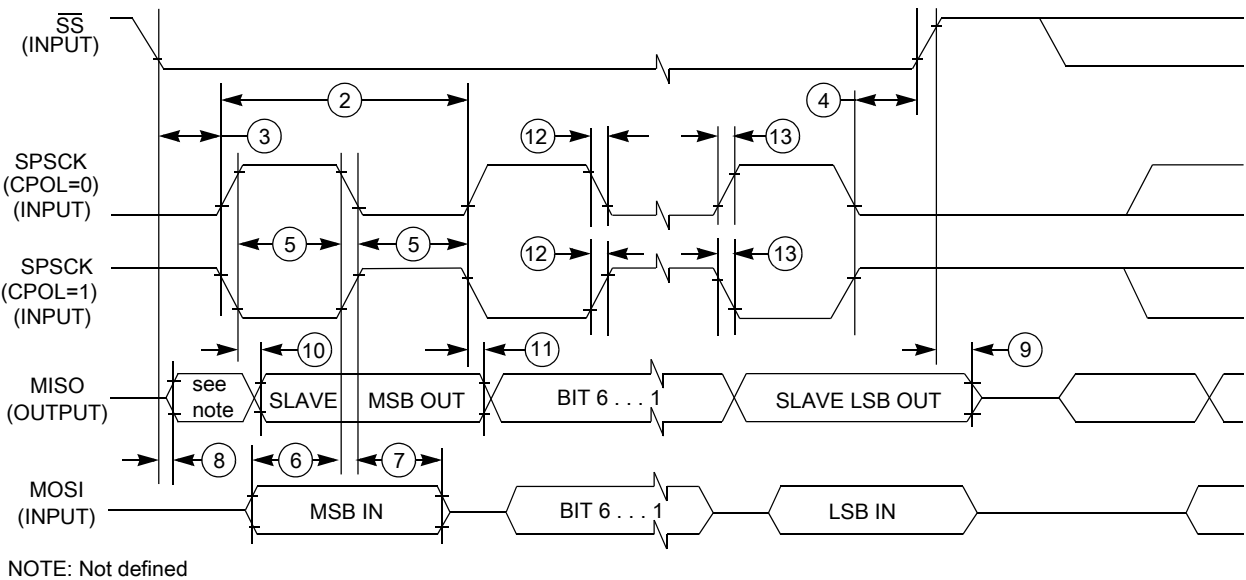 SS
(INPUT)
2
4
3
12
13
SPSCK
(CPOL=0)
(INPUT)
5
5
SPSCK
(CPOL=1)
(INPUT)
12
13
10
11
9
MISO
(OUTPUT)
see
note
SLAVE
MSB OUT
BIT 6 . . . 1
SLAVE LSB OUT
8
6
7
MOSI
(INPUT)
MSB IN
BIT 6 . . . 1
LSB IN
NOTE: Not defined